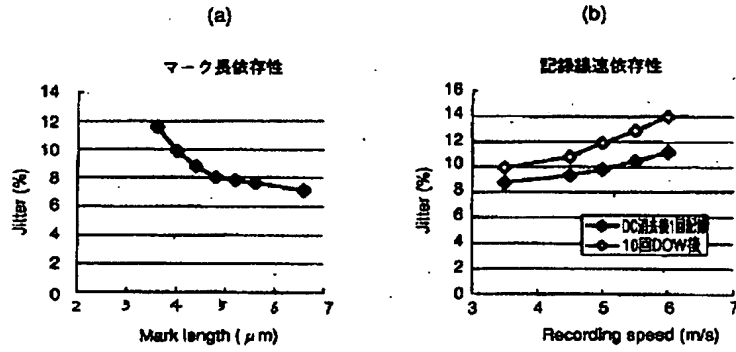 (a)
マーク長依存性
14
12
10
8
6
4
2
0
Jitter (%)
2 3 4 5 6 7
Mark length ( μm)
(b)
記録線速依存性
16
14
12
10
8
6
4
2
0
Jitter (%)
DC消去後1回記録
10回DOW後
3 4 5 6 7
Recording speed (m/s)